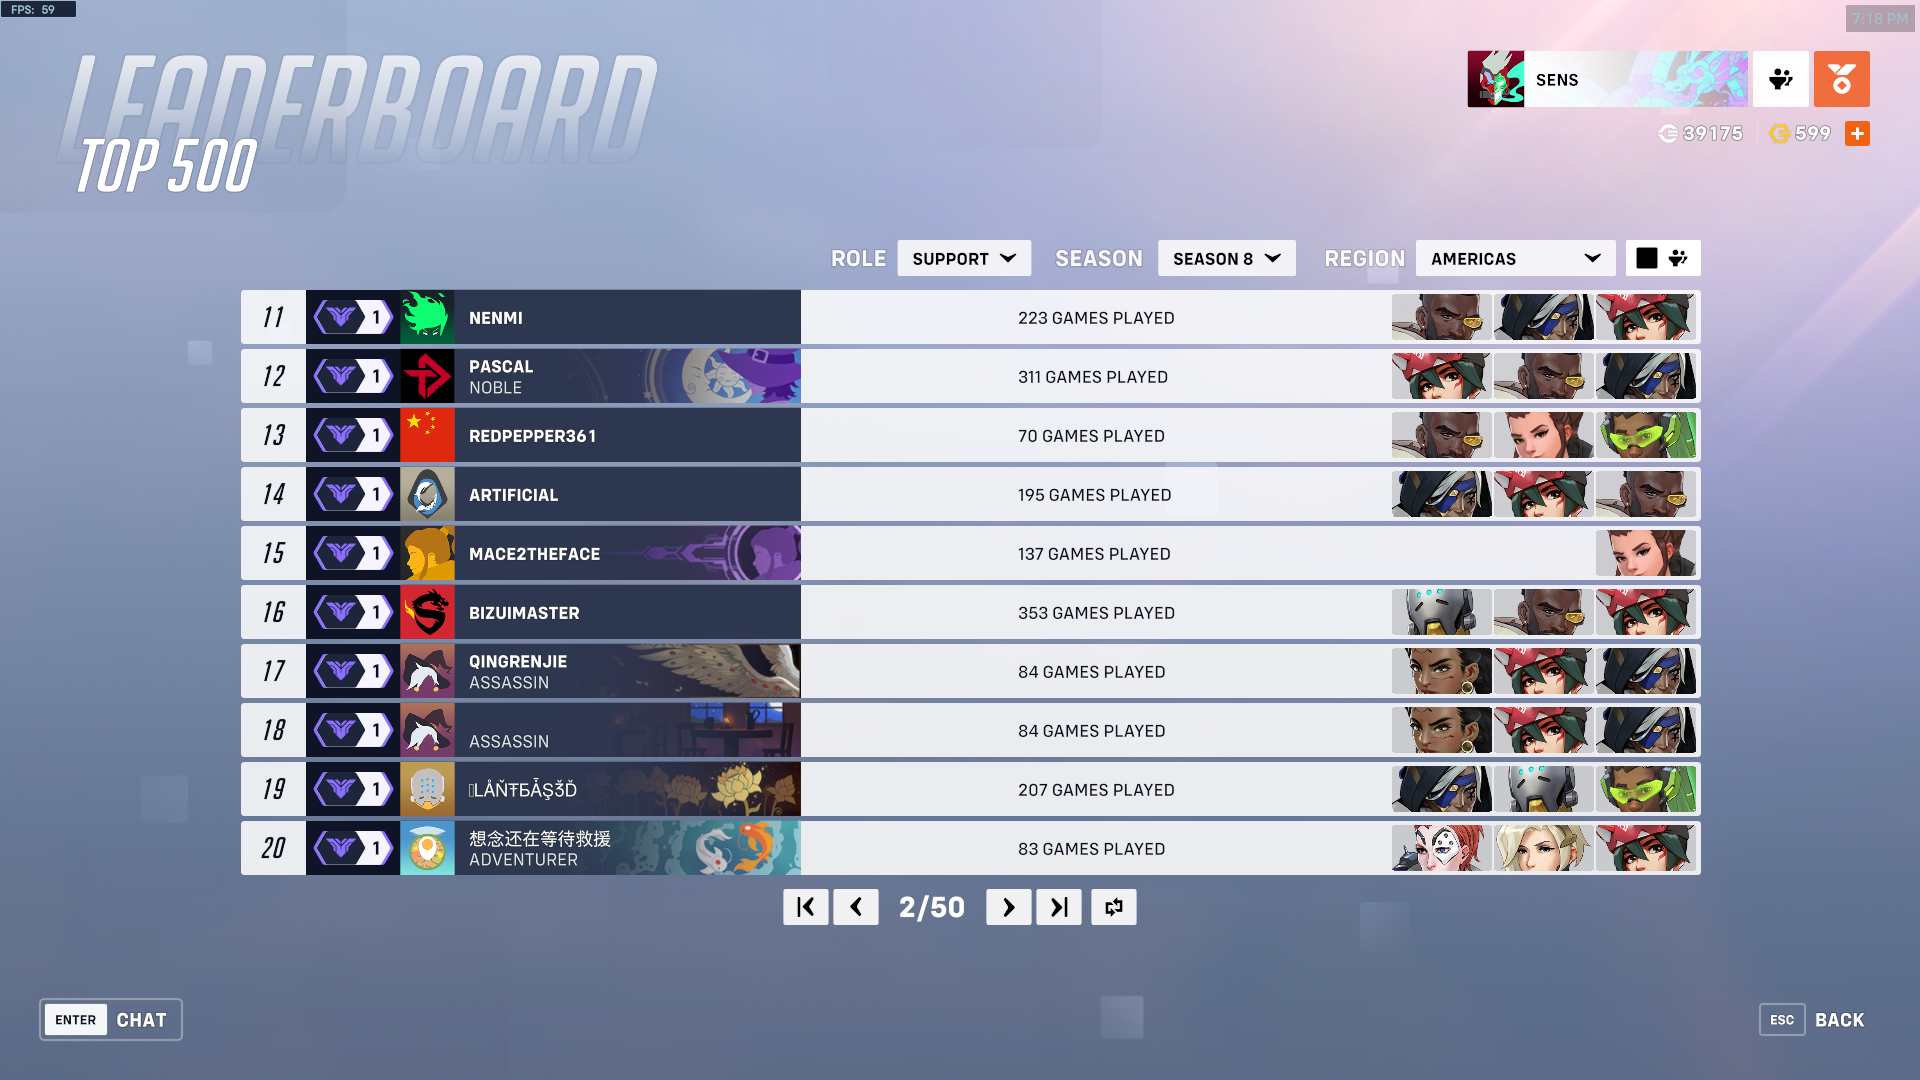 FPS: 59
7:18 PM
LEADERBOARD
TOP 500
SENS
39175 599
ROLE SUPPORT SEASON SEASON 8 REGION AMERICAS
11 1 NENMI 223 GAMES PLAYED
12 1 PASCAL 311 GAMES PLAYED
NOBLE
13 1 REDPEPPER361 70 GAMES PLAYED
14 1 ARTIFICIAL 195 GAMES PLAYED
15 1 MACE2THEFACE 137 GAMES PLAYED
16 1 BIZUIMASTER 353 GAMES PLAYED
17 1 QINGRENJIE 84 GAMES PLAYED
ASSASSIN
18 1 ASSASSIN 84 GAMES PLAYED
19 1 LÅŇŦБǞȘƷĎ 207 GAMES PLAYED
20 1 想念还在等待救援 83 GAMES PLAYED
ADVENTURER
2/50
ENTER CHAT
ESC BACK